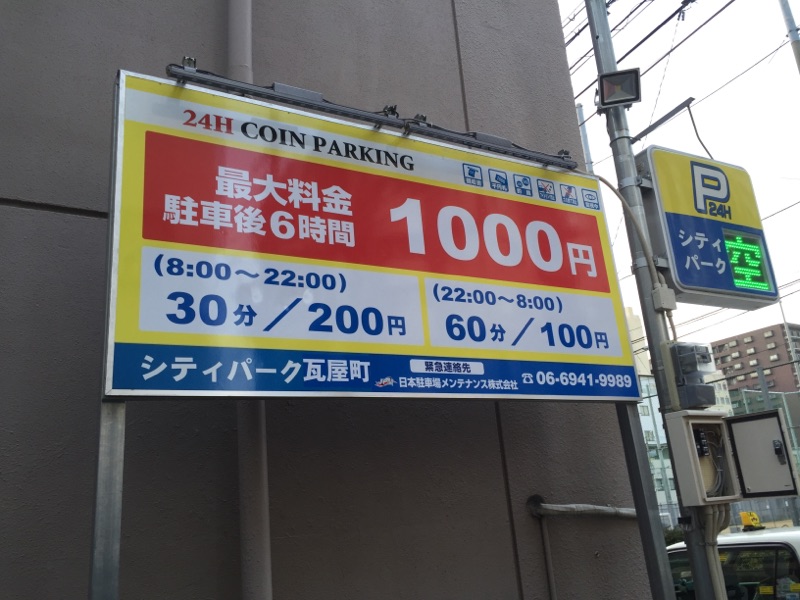 24H COIN PARKING
最大料金
駐車後6時間
1000円
(8:00〜22:00)
30分／200円
(22:00〜8:00)
60分／100円
シティパーク瓦屋町
緊急連絡先
日本駐車場メンテナンス株式会社
☎06-6941-9989
P
24H
シティ
パーク
空